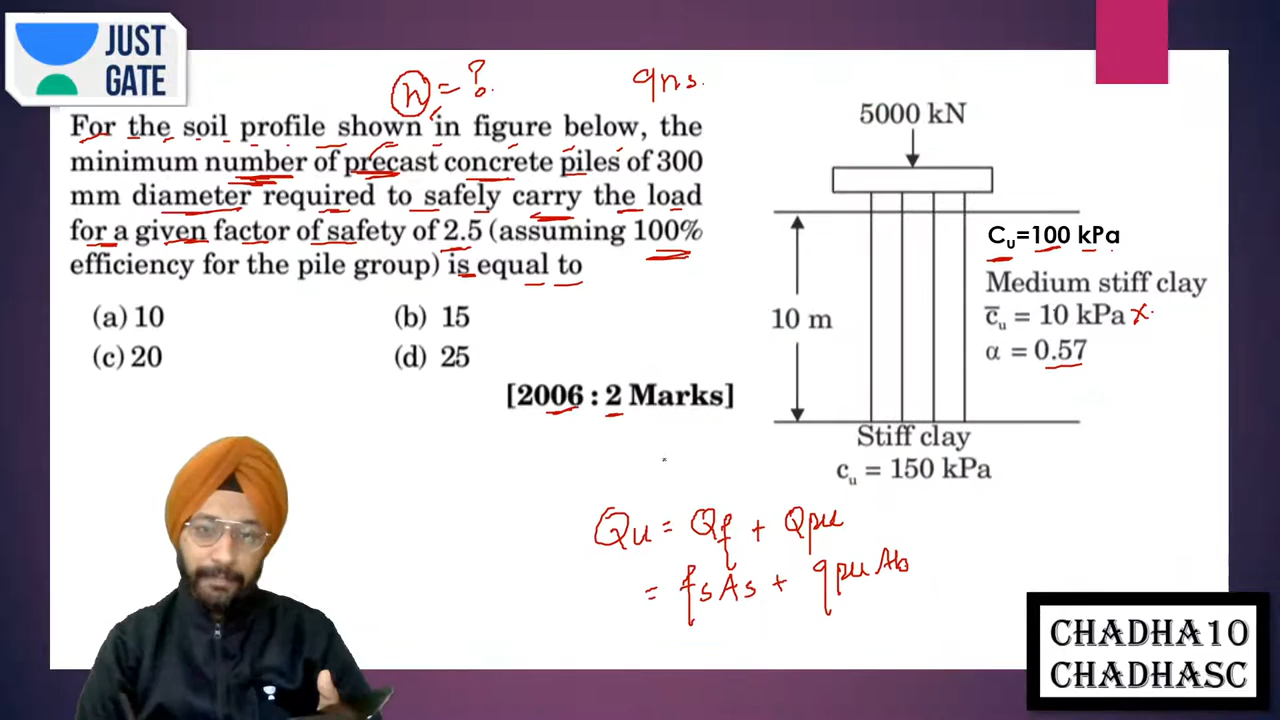 JUST
GATE
n = ?
qns.
For the soil profile shown in figure below, the
minimum number of precast concrete piles of 300
mm diameter required to safely carry the load
for a given factor of safety of 2.5 (assuming 100%
efficiency for the pile group) is equal to
(a) 10
(b) 15
(c) 20
(d) 25
[2006 : 2 Marks]
5000 kN
10 m
Cu=100 kPa
Medium stiff clay
c̅u = 10 kPa ×
α = 0.57
Stiff clay
cu = 150 kPa
Qu = Qf + Qpu
= fsAs + qpu Ab
CHADHA10
CHADHASC